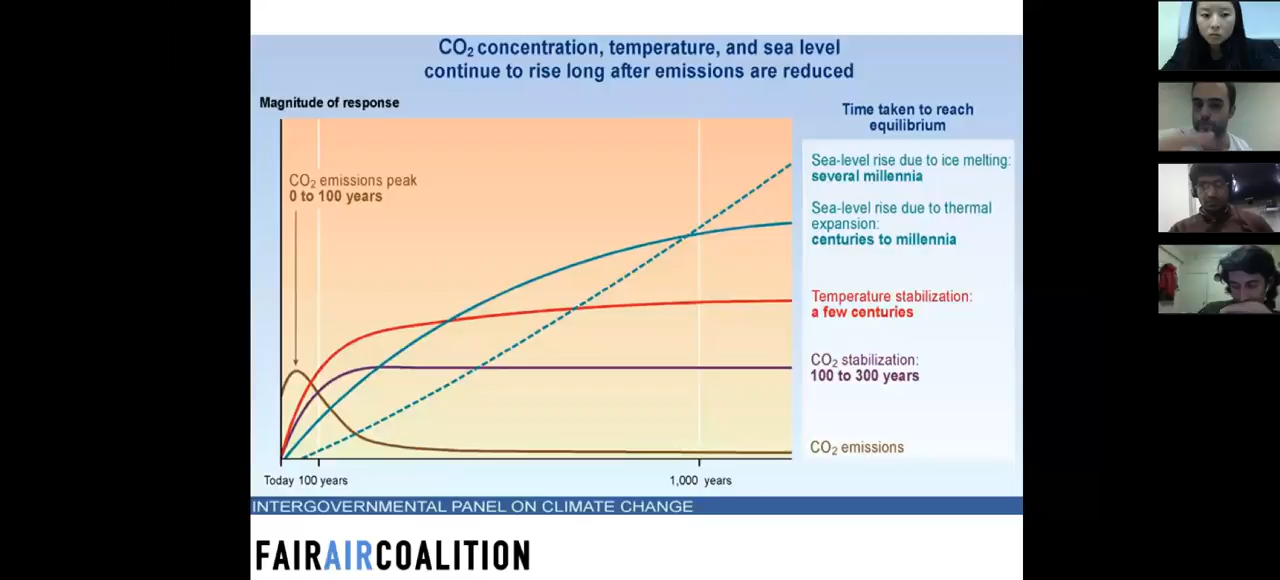 CO₂ concentration, temperature, and sea level
continue to rise long after emissions are reduced
Magnitude of response
Time taken to reach
equilibrium
CO₂ emissions peak
0 to 100 years
Sea-level rise due to ice melting:
several millennia
Sea-level rise due to thermal
expansion:
centuries to millennia
Temperature stabilization:
a few centuries
CO₂ stabilization:
100 to 300 years
CO₂ emissions
Today 100 years
1,000 years
INTERGOVERNMENTAL PANEL ON CLIMATE CHANGE
FAIRAIRCOALITION